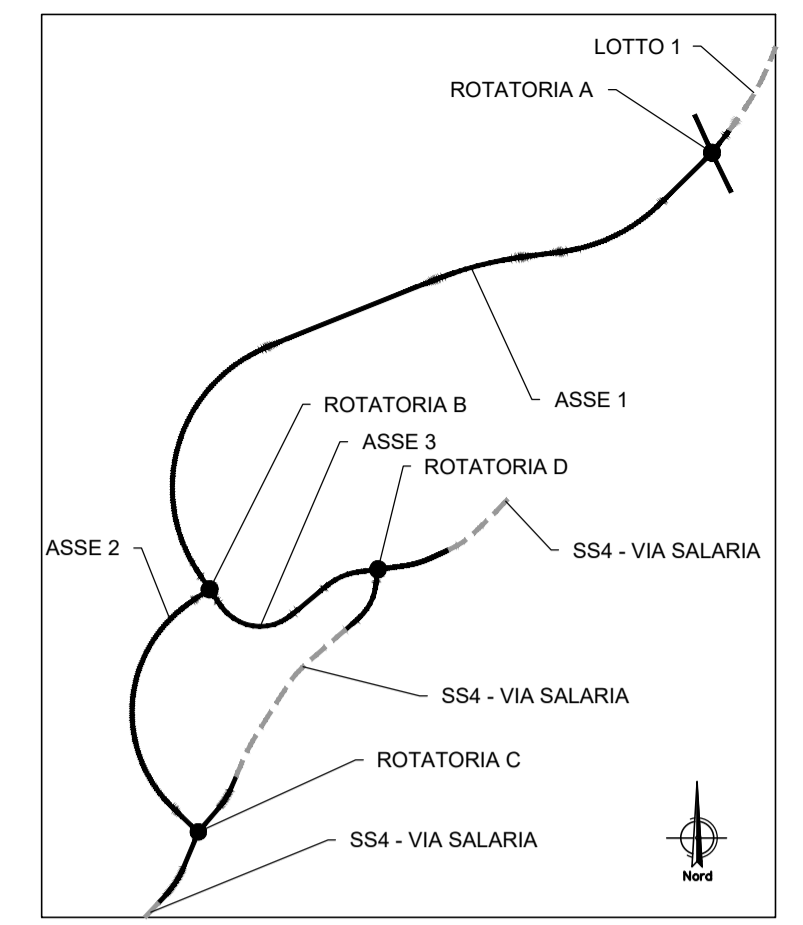 LOTTO 1
ROTATORIA A
ASSE 1
ROTATORIA B
ASSE 3
ROTATORIA D
ASSE 2
SS4 - VIA SALARIA
SS4 - VIA SALARIA
ROTATORIA C
SS4 - VIA SALARIA
Nord